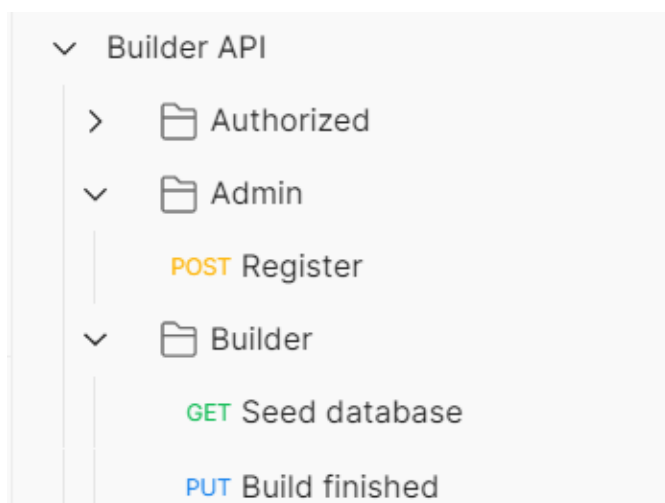 Builder API
Authorized
Admin
POST Register
Builder
GET Seed database
PUT Build finished